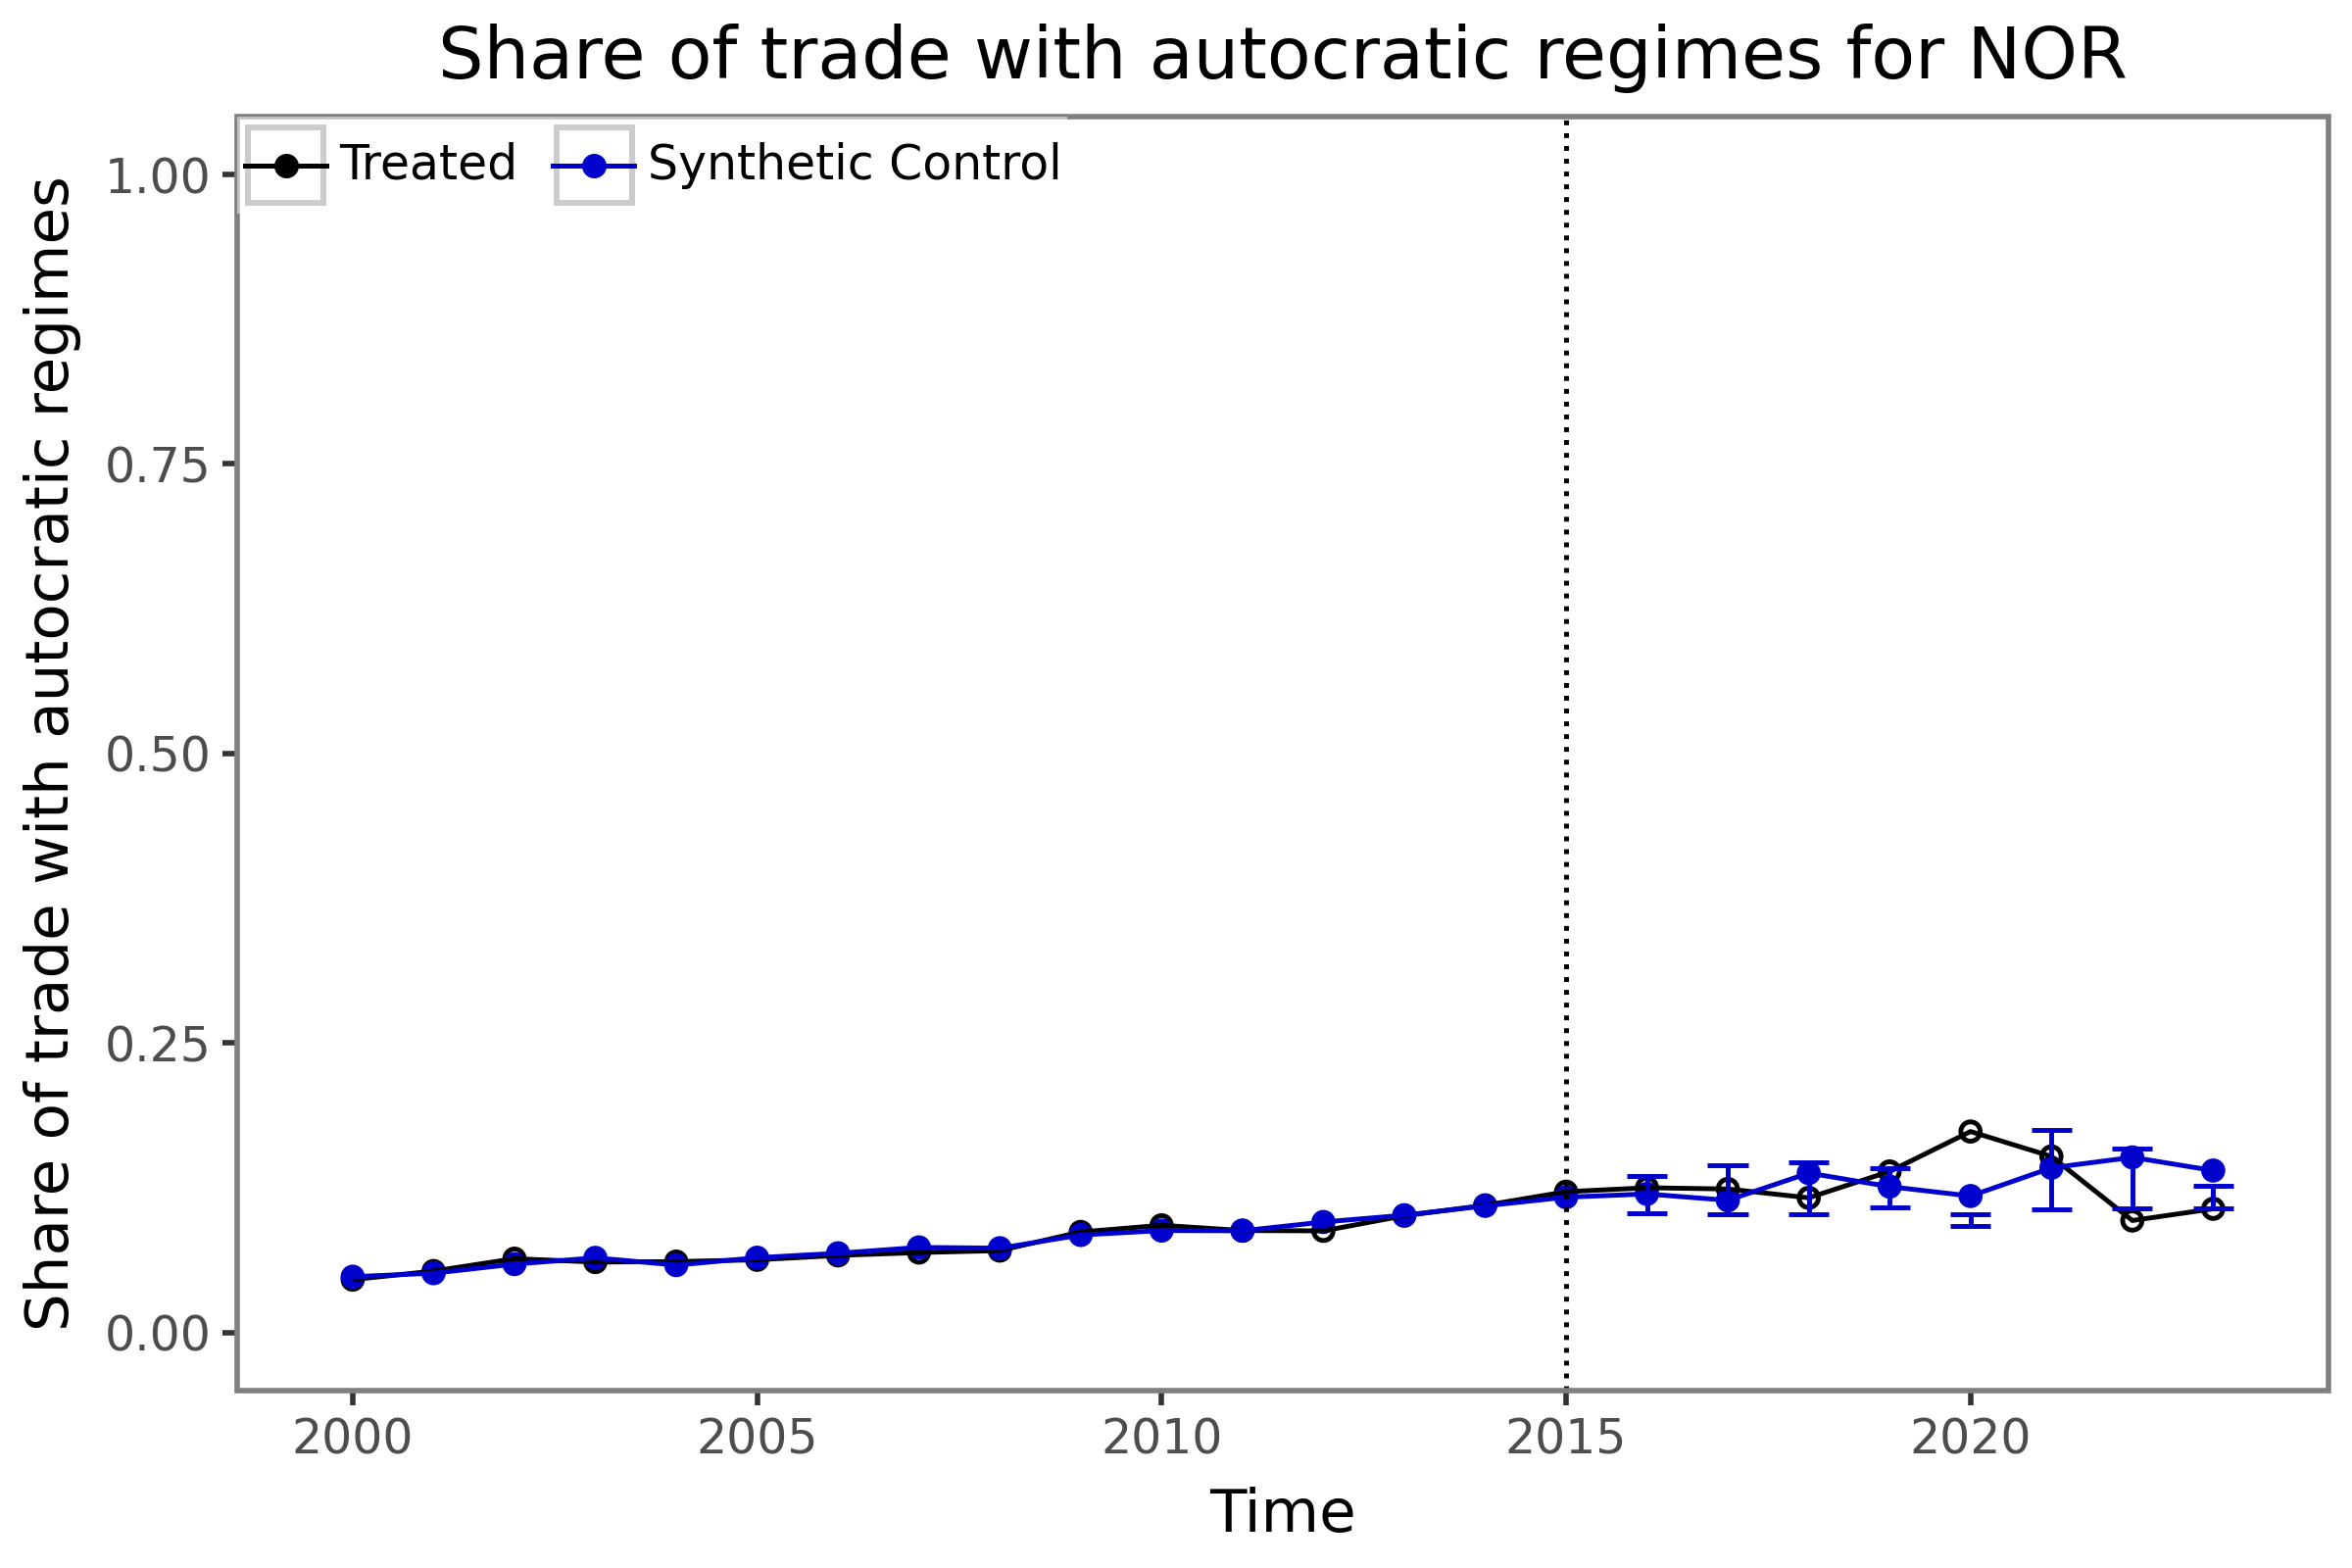 Share of trade with autocratic regimes for NOR
Treated Synthetic Control
Share of trade with autocratic regimes
1.00
0.75
0.50
0.25
0.00
2000 2005 2010 2015 2020
Time